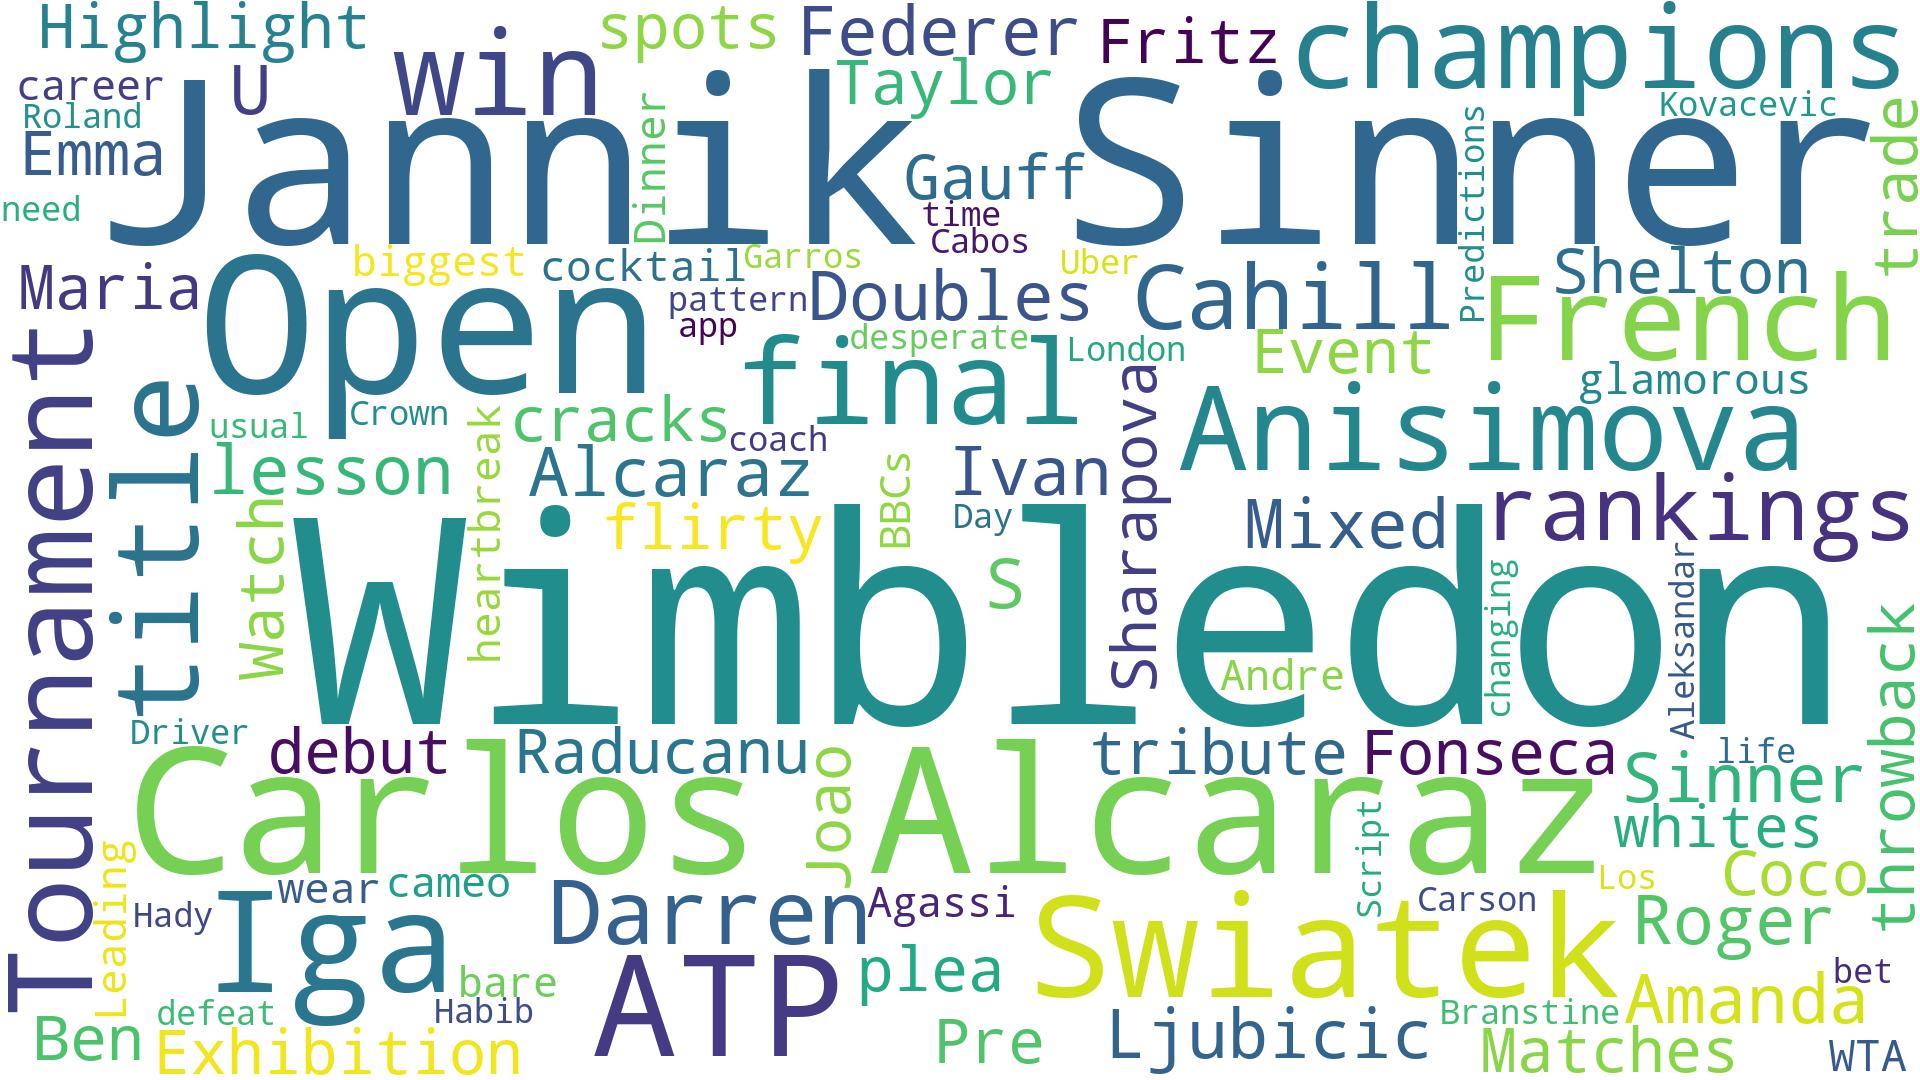 Highlight
spots
Federer
Fritz
champions
career
U
win
Taylor
Kovacevic
Roland
Emma
Jannik Sinner
Dinner
Gauff
Predictions
trade
need
time
Cabos
Maria
biggest
cocktail
Garros
Uber
Shelton
Open
pattern
Doubles
Cahill
French
app
desperate
London
Event
final
glamorous
Tournament
title
usual
Crown
heartbreak
cracks
coach
Sharapova
Anisimova
lesson
Alcaraz
BBCs
Ivan
rankings
Watch
flirty
Day
Mixed
Wimbledon
S
changing
Aleksandar
Andre
throwback
Driver
debut
Raducanu
Joao
tribute
Fonseca
life
Carlos Alcaraz
Sinner
Script
whites
Leading
wear
cameo
Los
Coco
Hady
Iga
Darren
Agassi
Swiatek
Carson
Roger
bare
ATP
plea
bet
defeat
Habib
Branstine
Amanda
Ben
Exhibition
Pre
Ljubicic
Matches
WTA